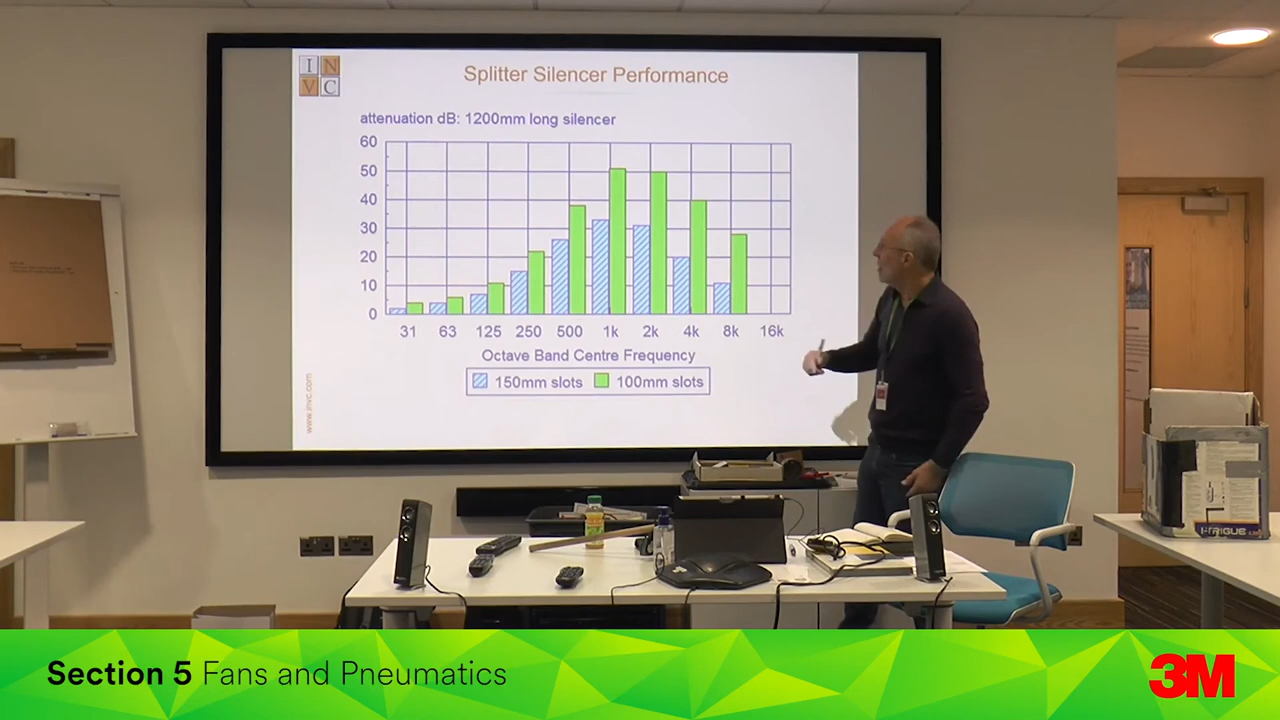 I N
V C
Splitter Silencer Performance
attenuation dB: 1200mm long silencer
60
50
40
30
20
10
0
31 63 125 250 500 1k 2k 4k 8k 16k
Octave Band Centre Frequency
150mm slots 100mm slots
www.invc.com
I-TRIGUE
Section 5 Fans and Pneumatics
3M